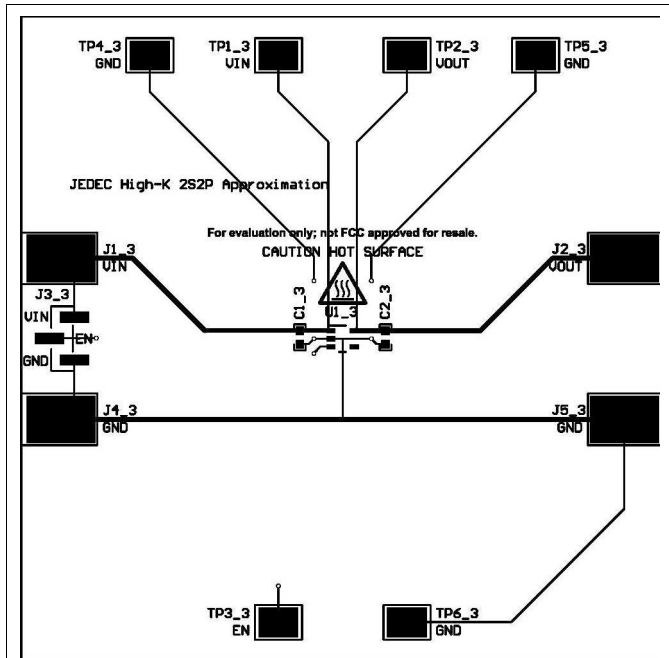 TP4_3
GND
TP1_3
VIN
TP2_3
VOUT
TP5_3
GND
JEDEC High-K 2S2P Approximation
For evaluation only; not FCC approved for resale.
CAUTION HOT SURFACE
J1_3
VIN
J2_3
VOUT
J3_3
VIN
EN
GND
C1_3
U1_3
C2_3
J4_3
GND
J5_3
GND
TP3_3
EN
TP6_3
GND